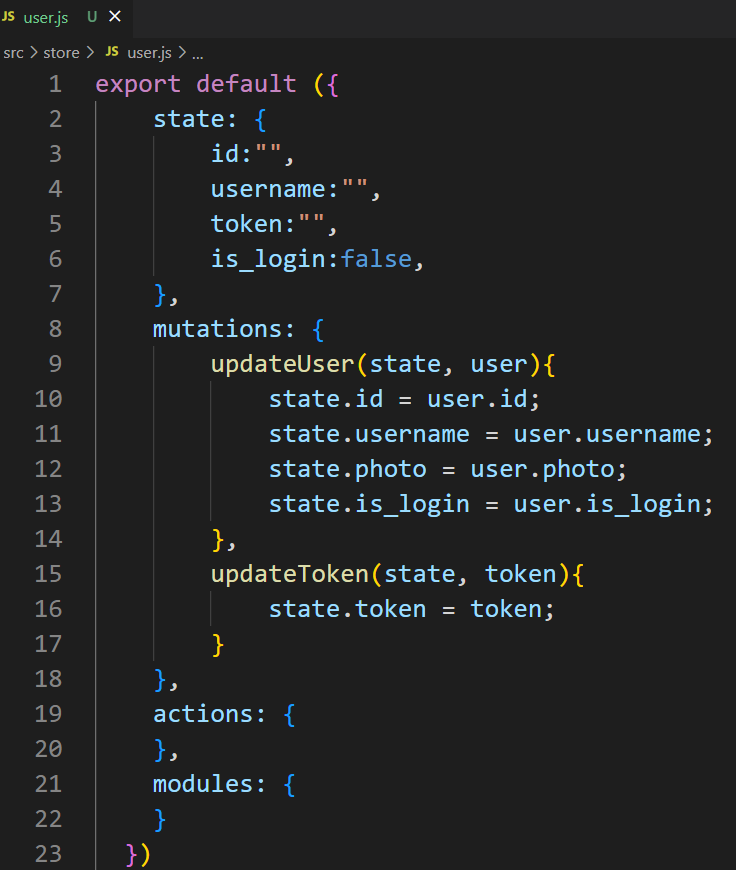 JS user.js U ×
src > store > JS user.js > ...
1 export default ({
2     state: {
3         id:"",
4         username:"",
5         token:"",
6         is_login:false,
7     },
8     mutations: {
9         updateUser(state, user){
10             state.id = user.id;
11             state.username = user.username;
12             state.photo = user.photo;
13             state.is_login = user.is_login;
14         },
15         updateToken(state, token){
16             state.token = token;
17         }
18     },
19     actions: {
20     },
21     modules: {
22     }
23   })